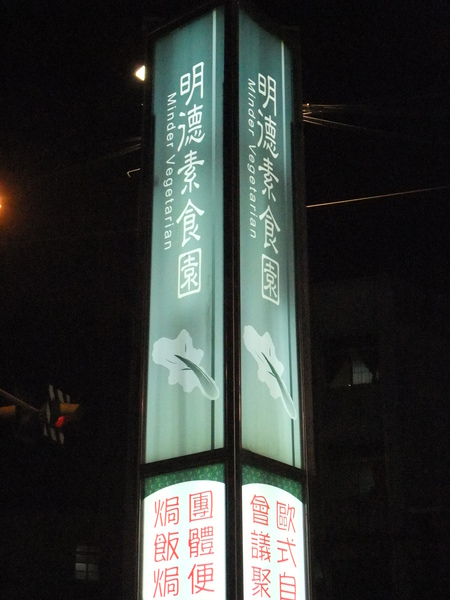 明德素食園
Minder Vegetarian
明德素食園
Minder Vegetarian
團體便
焗飯焗
歐式自
會議聚